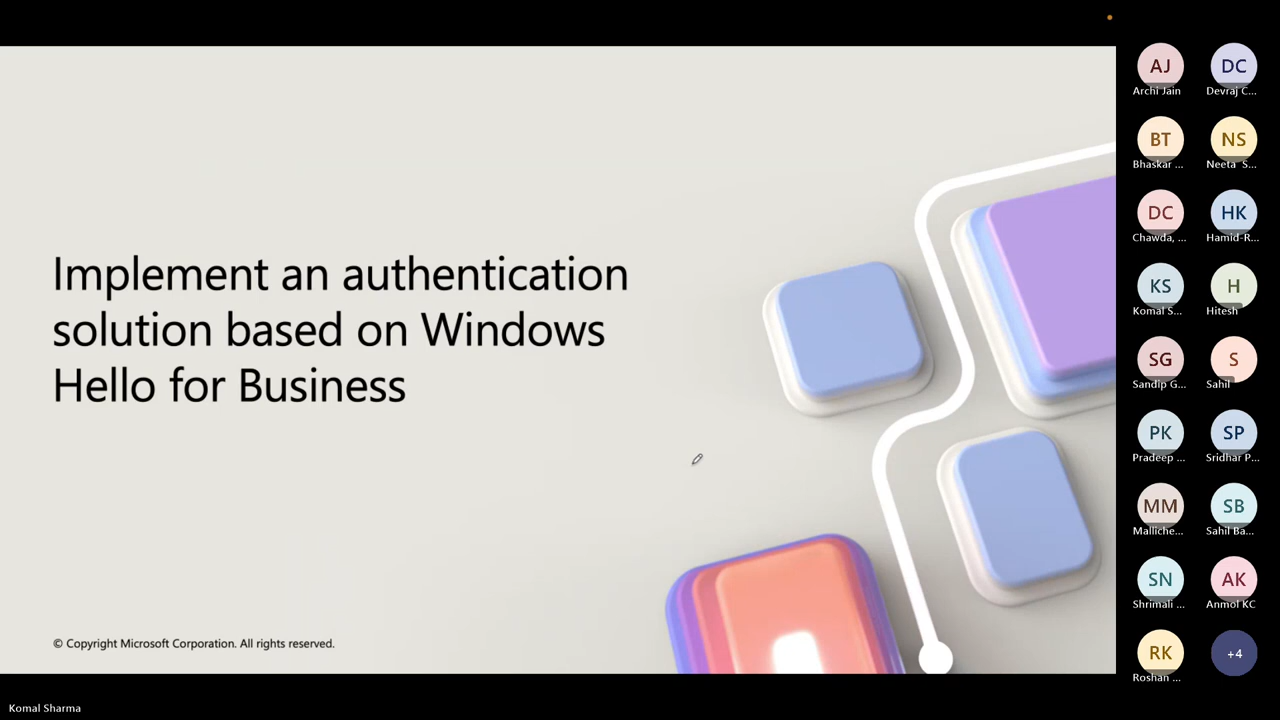 Implement an authentication
solution based on Windows
Hello for Business
© Copyright Microsoft Corporation. All rights reserved.
AJ
Archi Jain
DC
Devraj C...
BT
Bhaskar ...
NS
Neeta S...
DC
Chawda, ...
HK
Hamid-R...
KS
Komal S...
H
Hitesh
SG
Sandip G...
S
Sahil
PK
Pradeep ...
SP
Sridhar P...
MM
Malliche...
SB
Sahil Ba...
SN
Shrimali ...
AK
Anmol KC
RK
Roshan ...
+4
Komal Sharma